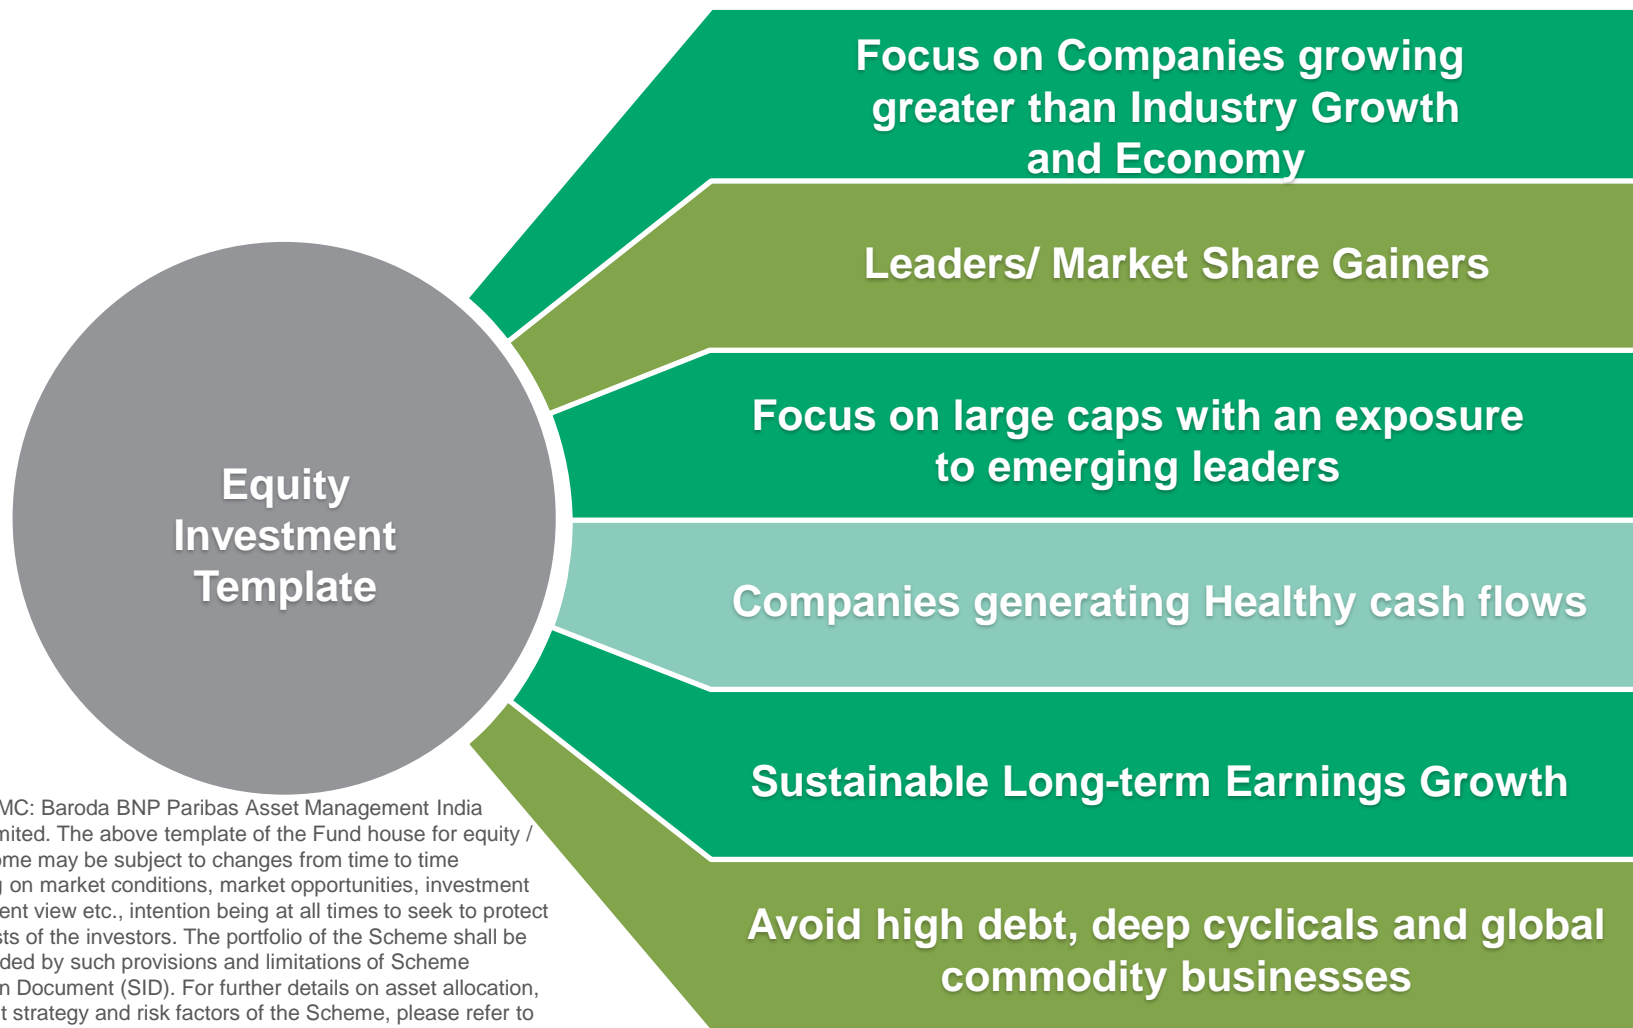 Focus on Companies growing
greater than Industry Growth
and Economy
Leaders/ Market Share Gainers
Focus on large caps with an exposure
to emerging leaders
Equity
Investment
Template
Companies generating Healthy cash flows
Sustainable Long-term Earnings Growth
Avoid high debt, deep cyclicals and global
commodity businesses
MC: Baroda BNP Paribas Asset Management India
mited. The above template of the Fund house for equity /
ome may be subject to changes from time to time
g on market conditions, market opportunities, investment
ent view etc., intention being at all times to seek to protect
sts of the investors. The portfolio of the Scheme shall be
ded by such provisions and limitations of Scheme
n Document (SID). For further details on asset allocation,
t strategy and risk factors of the Scheme, please refer to